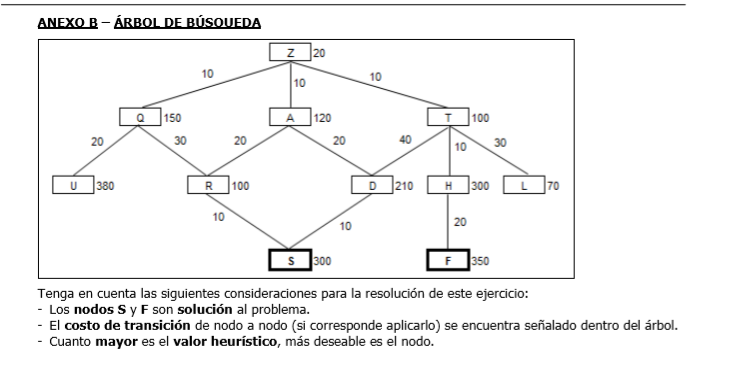 ANEXO B – ÁRBOL DE BÚSQUEDA
Z 20
10 10 10
Q 150 A 120 T 100
20 30 20 20 40 10 30
U 380 R 100 D 210 H 300 L 70
10 10 20
S 300 F 350
Tenga en cuenta las siguientes consideraciones para la resolución de este ejercicio:
- Los nodos S y F son solución al problema.
- El costo de transición de nodo a nodo (si corresponde aplicarlo) se encuentra señalado dentro del árbol.
- Cuanto mayor es el valor heurístico, más deseable es el nodo.